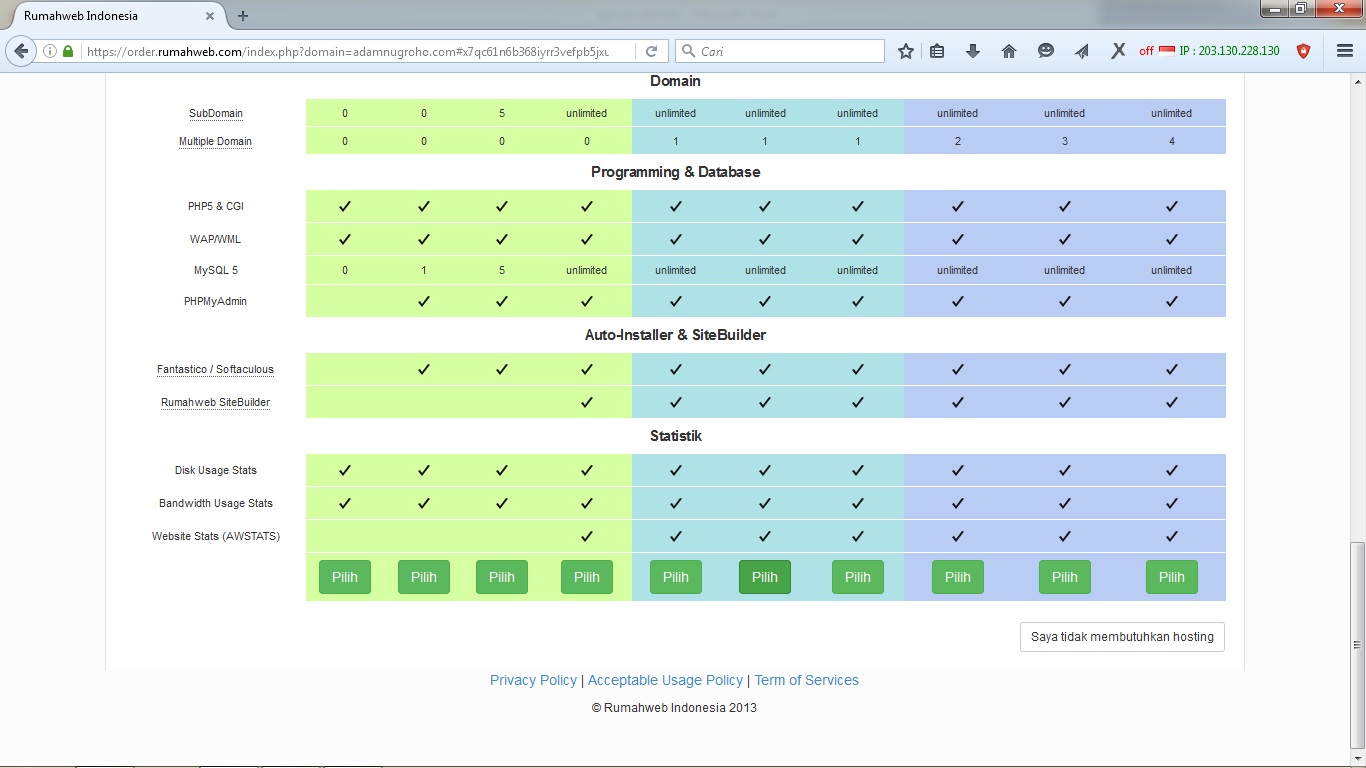 Rumahweb Indonesia
https://order.rumahweb.com/index.php?domain=adamnugroho.com#x7qc61n6b368iyrr3vefpb5jxu
Cari
off IP : 203.130.228.130
Domain
SubDomain 0 0 5 unlimited unlimited unlimited unlimited unlimited unlimited unlimited
Multiple Domain 0 0 0 0 1 1 1 2 3 4
Programming & Database
PHP5 & CGI
WAP/WML
MySQL 5 0 1 5 unlimited unlimited unlimited unlimited unlimited unlimited unlimited
PHPMyAdmin
Auto-Installer & SiteBuilder
Fantastico / Softaculous
Rumahweb SiteBuilder
Statistik
Disk Usage Stats
Bandwidth Usage Stats
Website Stats (AWSTATS)
Pilih Pilih Pilih Pilih Pilih Pilih Pilih Pilih Pilih Pilih
Saya tidak membutuhkan hosting
Privacy Policy | Acceptable Usage Policy | Term of Services
© Rumahweb Indonesia 2013